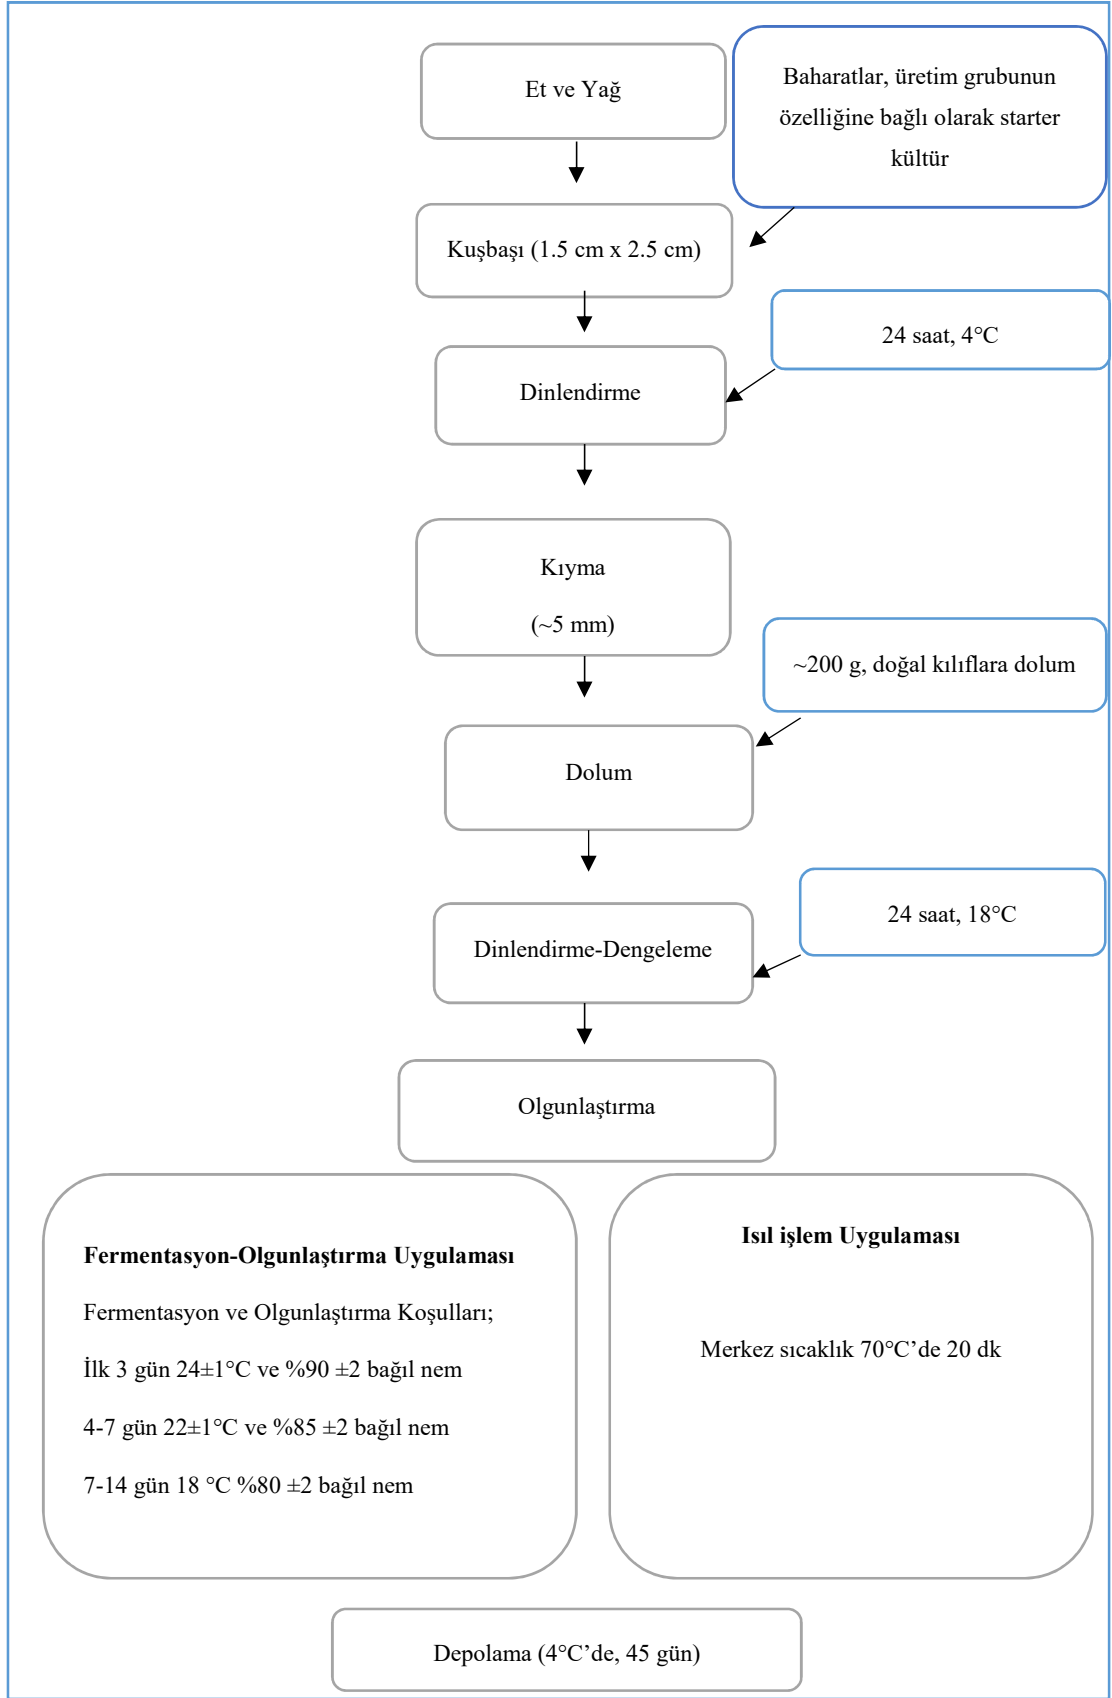 Et ve Yağ
Baharatlar, üretim grubunun
özelliğine bağlı olarak starter
kültür
Kuşbaşı (1.5 cm x 2.5 cm)
24 saat, 4°C
Dinlendirme
Kıyma
(~5 mm)
~200 g, doğal kılıflara dolum
Dolum
24 saat, 18°C
Dinlendirme-Dengeleme
Olgunlaştırma
Fermentasyon-Olgunlaştırma Uygulaması
Fermentasyon ve Olgunlaştırma Koşulları;
İlk 3 gün 24±1°C ve %90 ±2 bağıl nem
4-7 gün 22±1°C ve %85 ±2 bağıl nem
7-14 gün 18 °C %80 ±2 bağıl nem
Isıl işlem Uygulaması
Merkez sıcaklık 70°C’de 20 dk
Depolama (4°C’de, 45 gün)